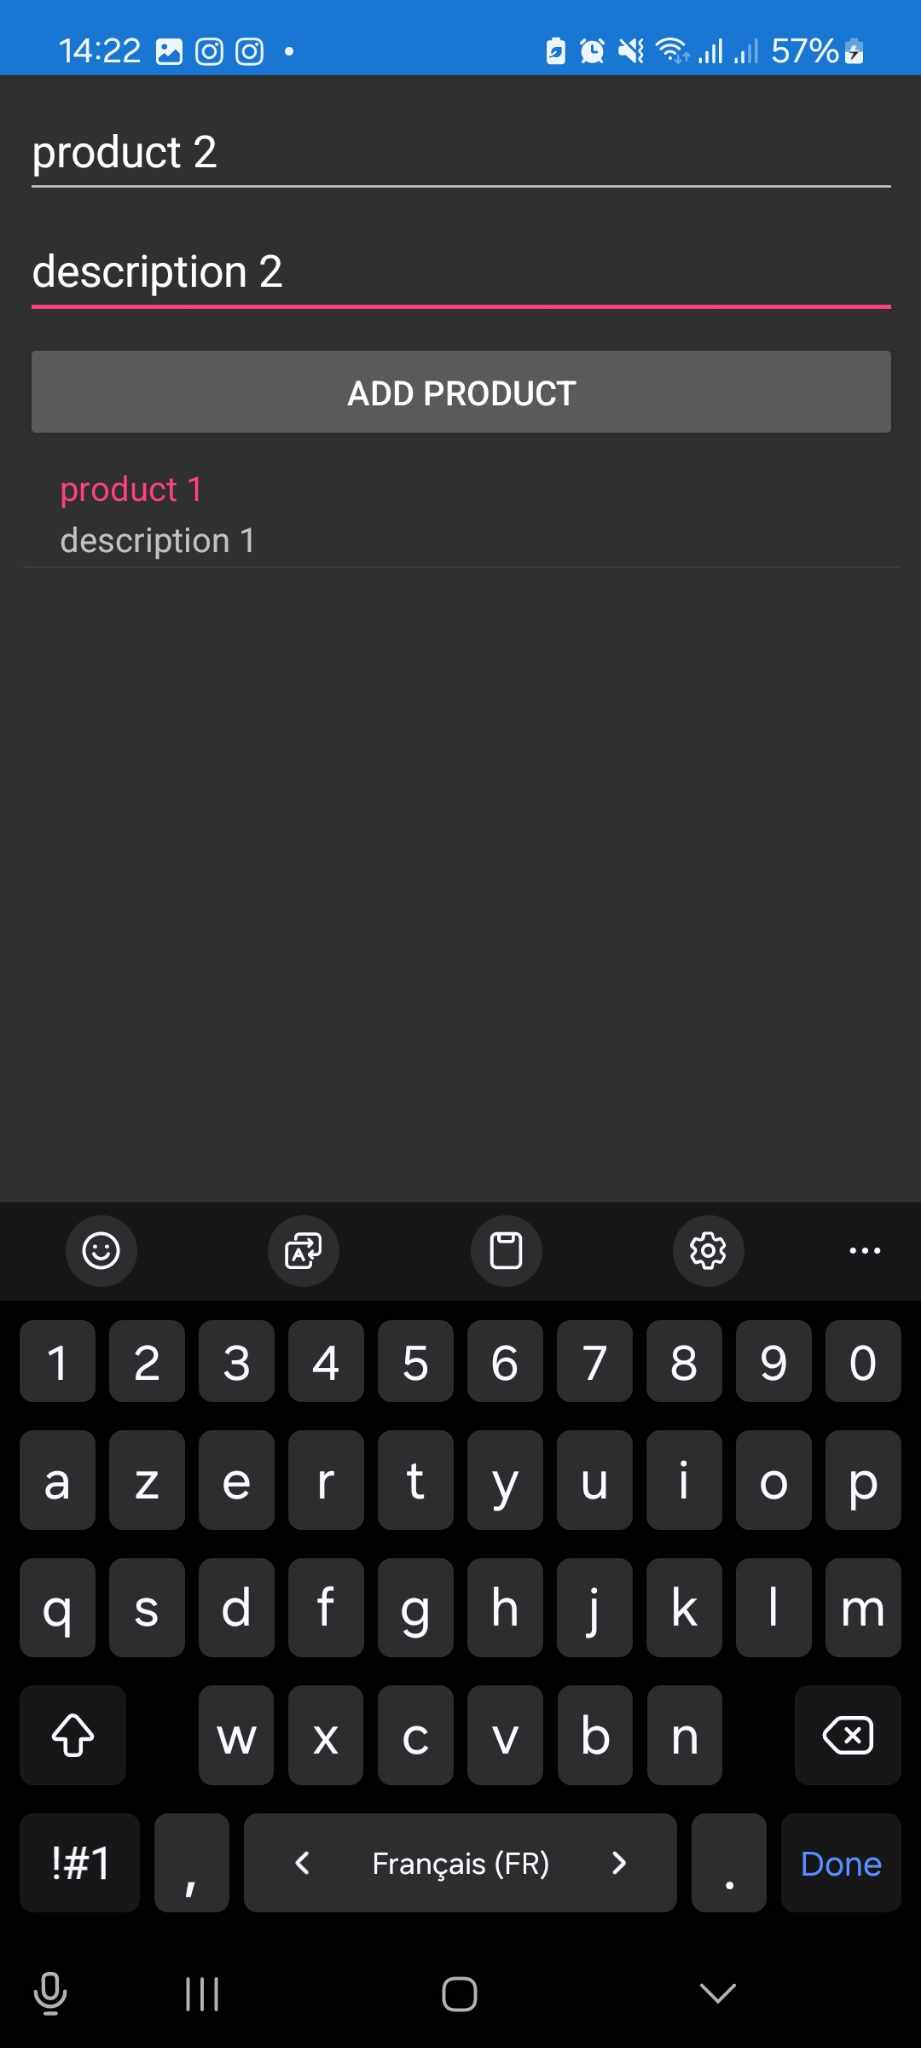 14:22 57%
product 2
description 2
ADD PRODUCT
product 1
description 1
1 2 3 4 5 6 7 8 9 0
a z e r t y u i o p
q s d f g h j k l m
w x c v b n
!#1 , Français (FR) . Done